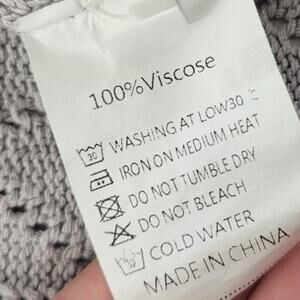 100%Viscose
30 WASHING AT LOW30 ℃
IRON ON MEDIUM HEAT
DO NOT TUMBLE DRY
DO NOT BLEACH
COLD WATER
MADE IN CHINA